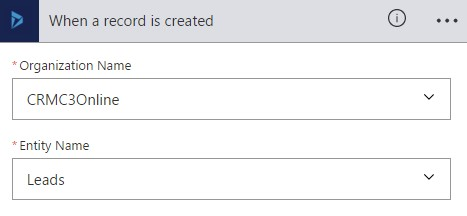 When a record is created
* Organization Name
CRMC3Online
* Entity Name
Leads